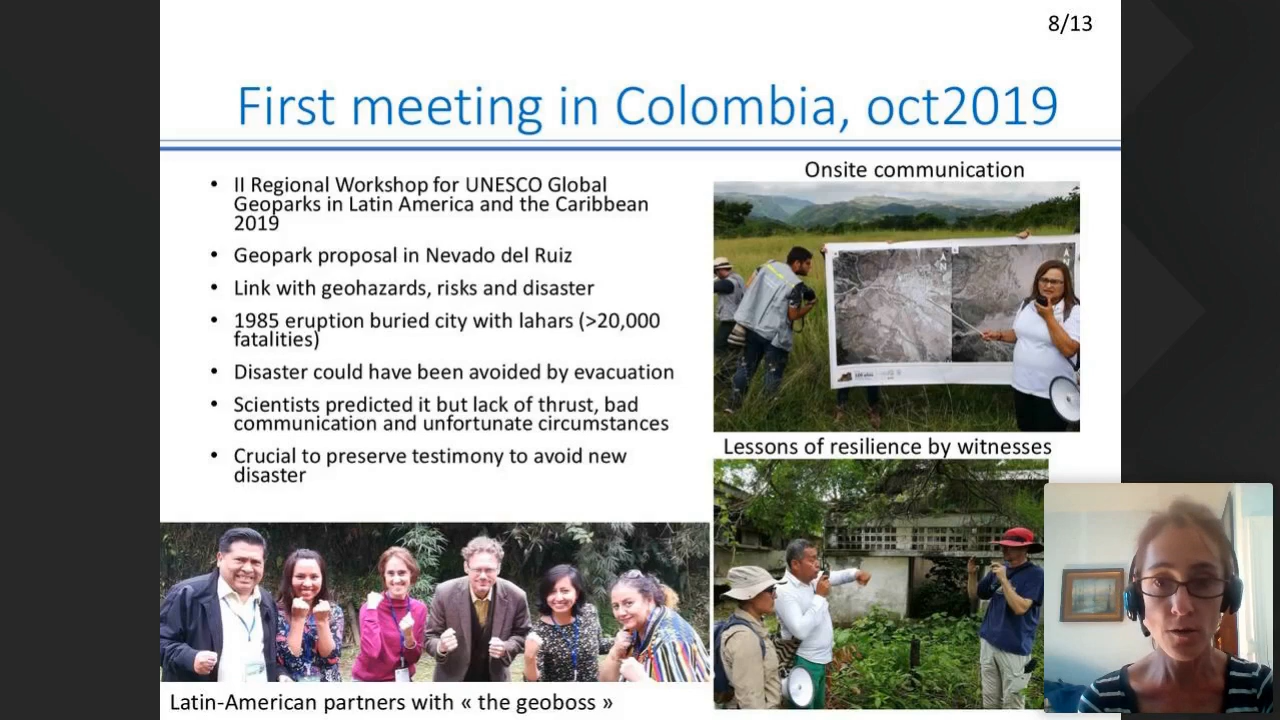 8/13
First meeting in Colombia, oct2019
• II Regional Workshop for UNESCO Global
Geoparks in Latin America and the Caribbean
2019
• Geopark proposal in Nevado del Ruiz
• Link with geohazards, risks and disaster
• 1985 eruption buried city with lahars (>20,000
fatalities)
• Disaster could have been avoided by evacuation
• Scientists predicted it but lack of thrust, bad
communication and unfortunate circumstances
• Crucial to preserve testimony to avoid new
disaster
Onsite communication
Lessons of resilience by witnesses
Latin-American partners with « the geoboss »